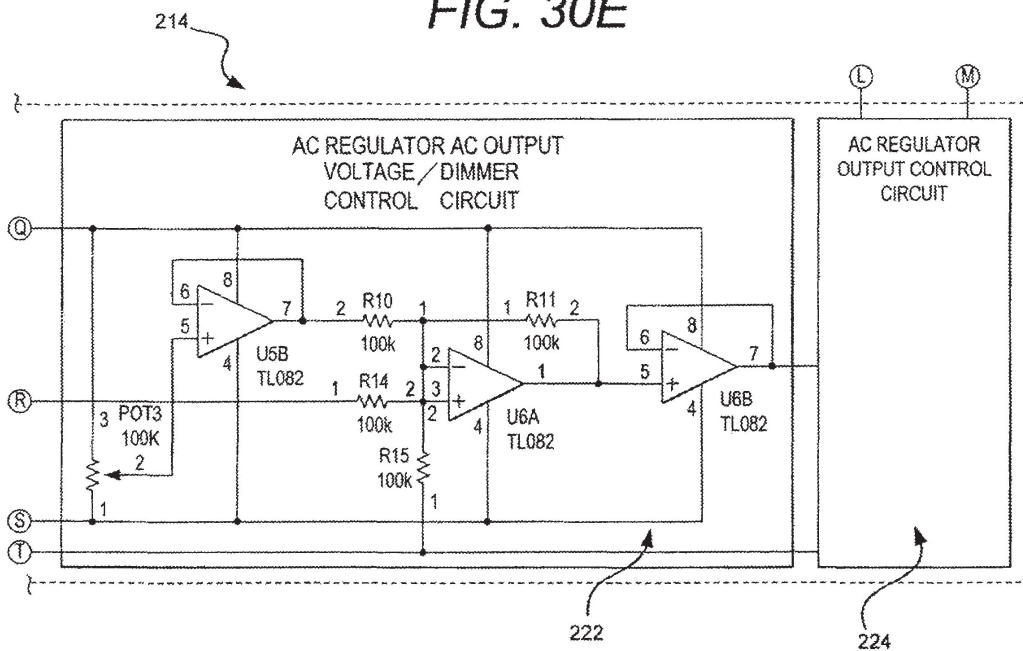 FIG. 30E
214
L M
AC REGULATOR AC OUTPUT
VOLTAGE/DIMMER
CONTROL CIRCUIT
AC REGULATOR
OUTPUT CONTROL
CIRCUIT
Q
6 8 7
5 4
U5B
TL082
2 R10 1
100k
1 R11 2
100k
2 8 1
3 4
2
U6A
TL082
6 8 7
5 4
U6B
TL082
R
1 R14 2
100k
3 POT3
100K
2
1
R15
100k
1
S
T
222
224